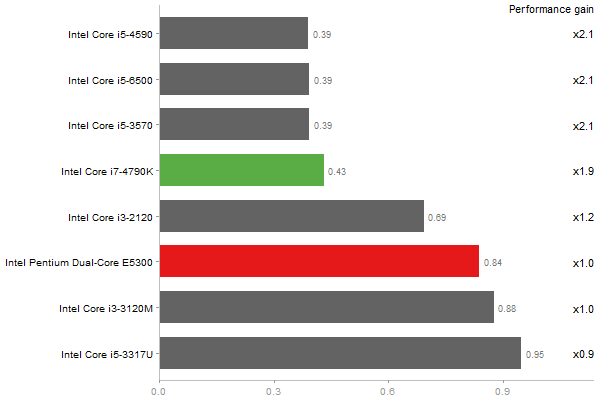 Performance gain
Intel Core i5-4590 0.39 x2.1
Intel Core i5-6500 0.39 x2.1
Intel Core i5-3570 0.39 x2.1
Intel Core i7-4790K 0.43 x1.9
Intel Core i3-2120 0.69 x1.2
Intel Pentium Dual-Core E5300 0.84 x1.0
Intel Core i3-3120M 0.88 x1.0
Intel Core i5-3317U 0.95 x0.9
0.0 0.3 0.6 0.9